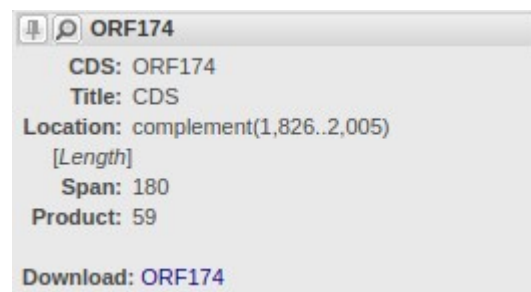 ORF174
CDS: ORF174
Title: CDS
Location: complement(1,826..2,005)
[Length]
Span: 180
Product: 59
Download: ORF174